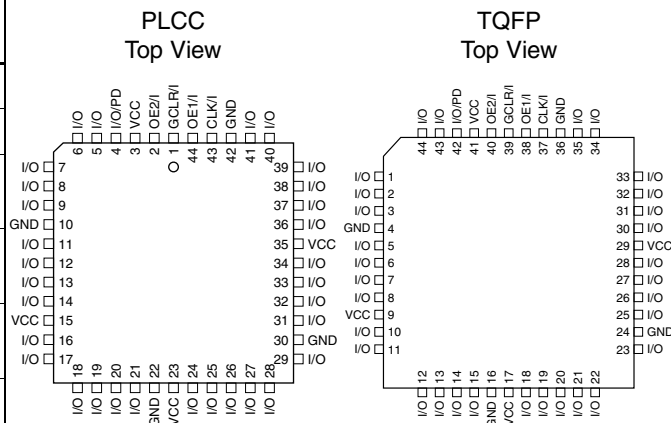 PLCC
Top View
I/O I/O I/O/PD VCC OE2/I GCLR/I OE1/I CLK/I GND I/O I/O
6 5 4 3 2 1 44 43 42 41 40
I/O 7
I/O 8
I/O 9
GND 10
I/O 11
I/O 12
I/O 13
I/O 14
VCC 15
I/O 16
I/O 17
39 I/O
38 I/O
37 I/O
36 I/O
35 VCC
34 I/O
33 I/O
32 I/O
31 I/O
30 GND
29 I/O
18 19 20 21 22 23 24 25 26 27 28
I/O I/O I/O I/O GND VCC I/O I/O I/O I/O I/O
TQFP
Top View
I/O I/O I/O/PD VCC OE2/I GCLR/I OE1/I CLK/I GND I/O I/O
44 43 42 41 40 39 38 37 36 35 34
I/O 1
I/O 2
I/O 3
GND 4
I/O 5
I/O 6
I/O 7
I/O 8
VCC 9
I/O 10
I/O 11
33 I/O
32 I/O
31 I/O
30 I/O
29 VCC
28 I/O
27 I/O
26 I/O
25 I/O
24 GND
23 I/O
12 13 14 15 16 17 18 19 20 21 22
I/O I/O I/O I/O GND VCC I/O I/O I/O I/O I/O